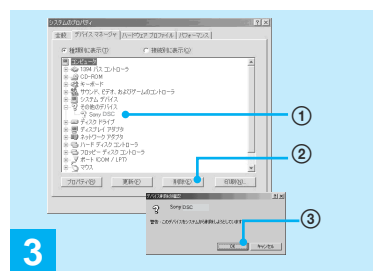 システムのプロパティ
全般 デバイス マネージャ ハードウェア プロファイル パフォーマンス
種類別に表示(T) 接続別に表示(C)
コンピュータ
1394 バス コントローラ
CD-ROM
キーボード
サウンド、ビデオ、およびゲームのコントローラ
システム デバイス
その他のデバイス
Sony DSC
ディスク ドライブ
ディスプレイ アダプタ
ネットワーク アダプタ
ハード ディスク コントローラ
フロッピー ディスク コントローラ
ポート (COM / LPT)
マウス
プロパティ(R) 更新(F) 削除(E) 印刷(N)...
デバイス削除の確認
Sony DSC
警告 : このデバイスをシステムから削除しようとしています
OK キャンセル
1
2
3
3